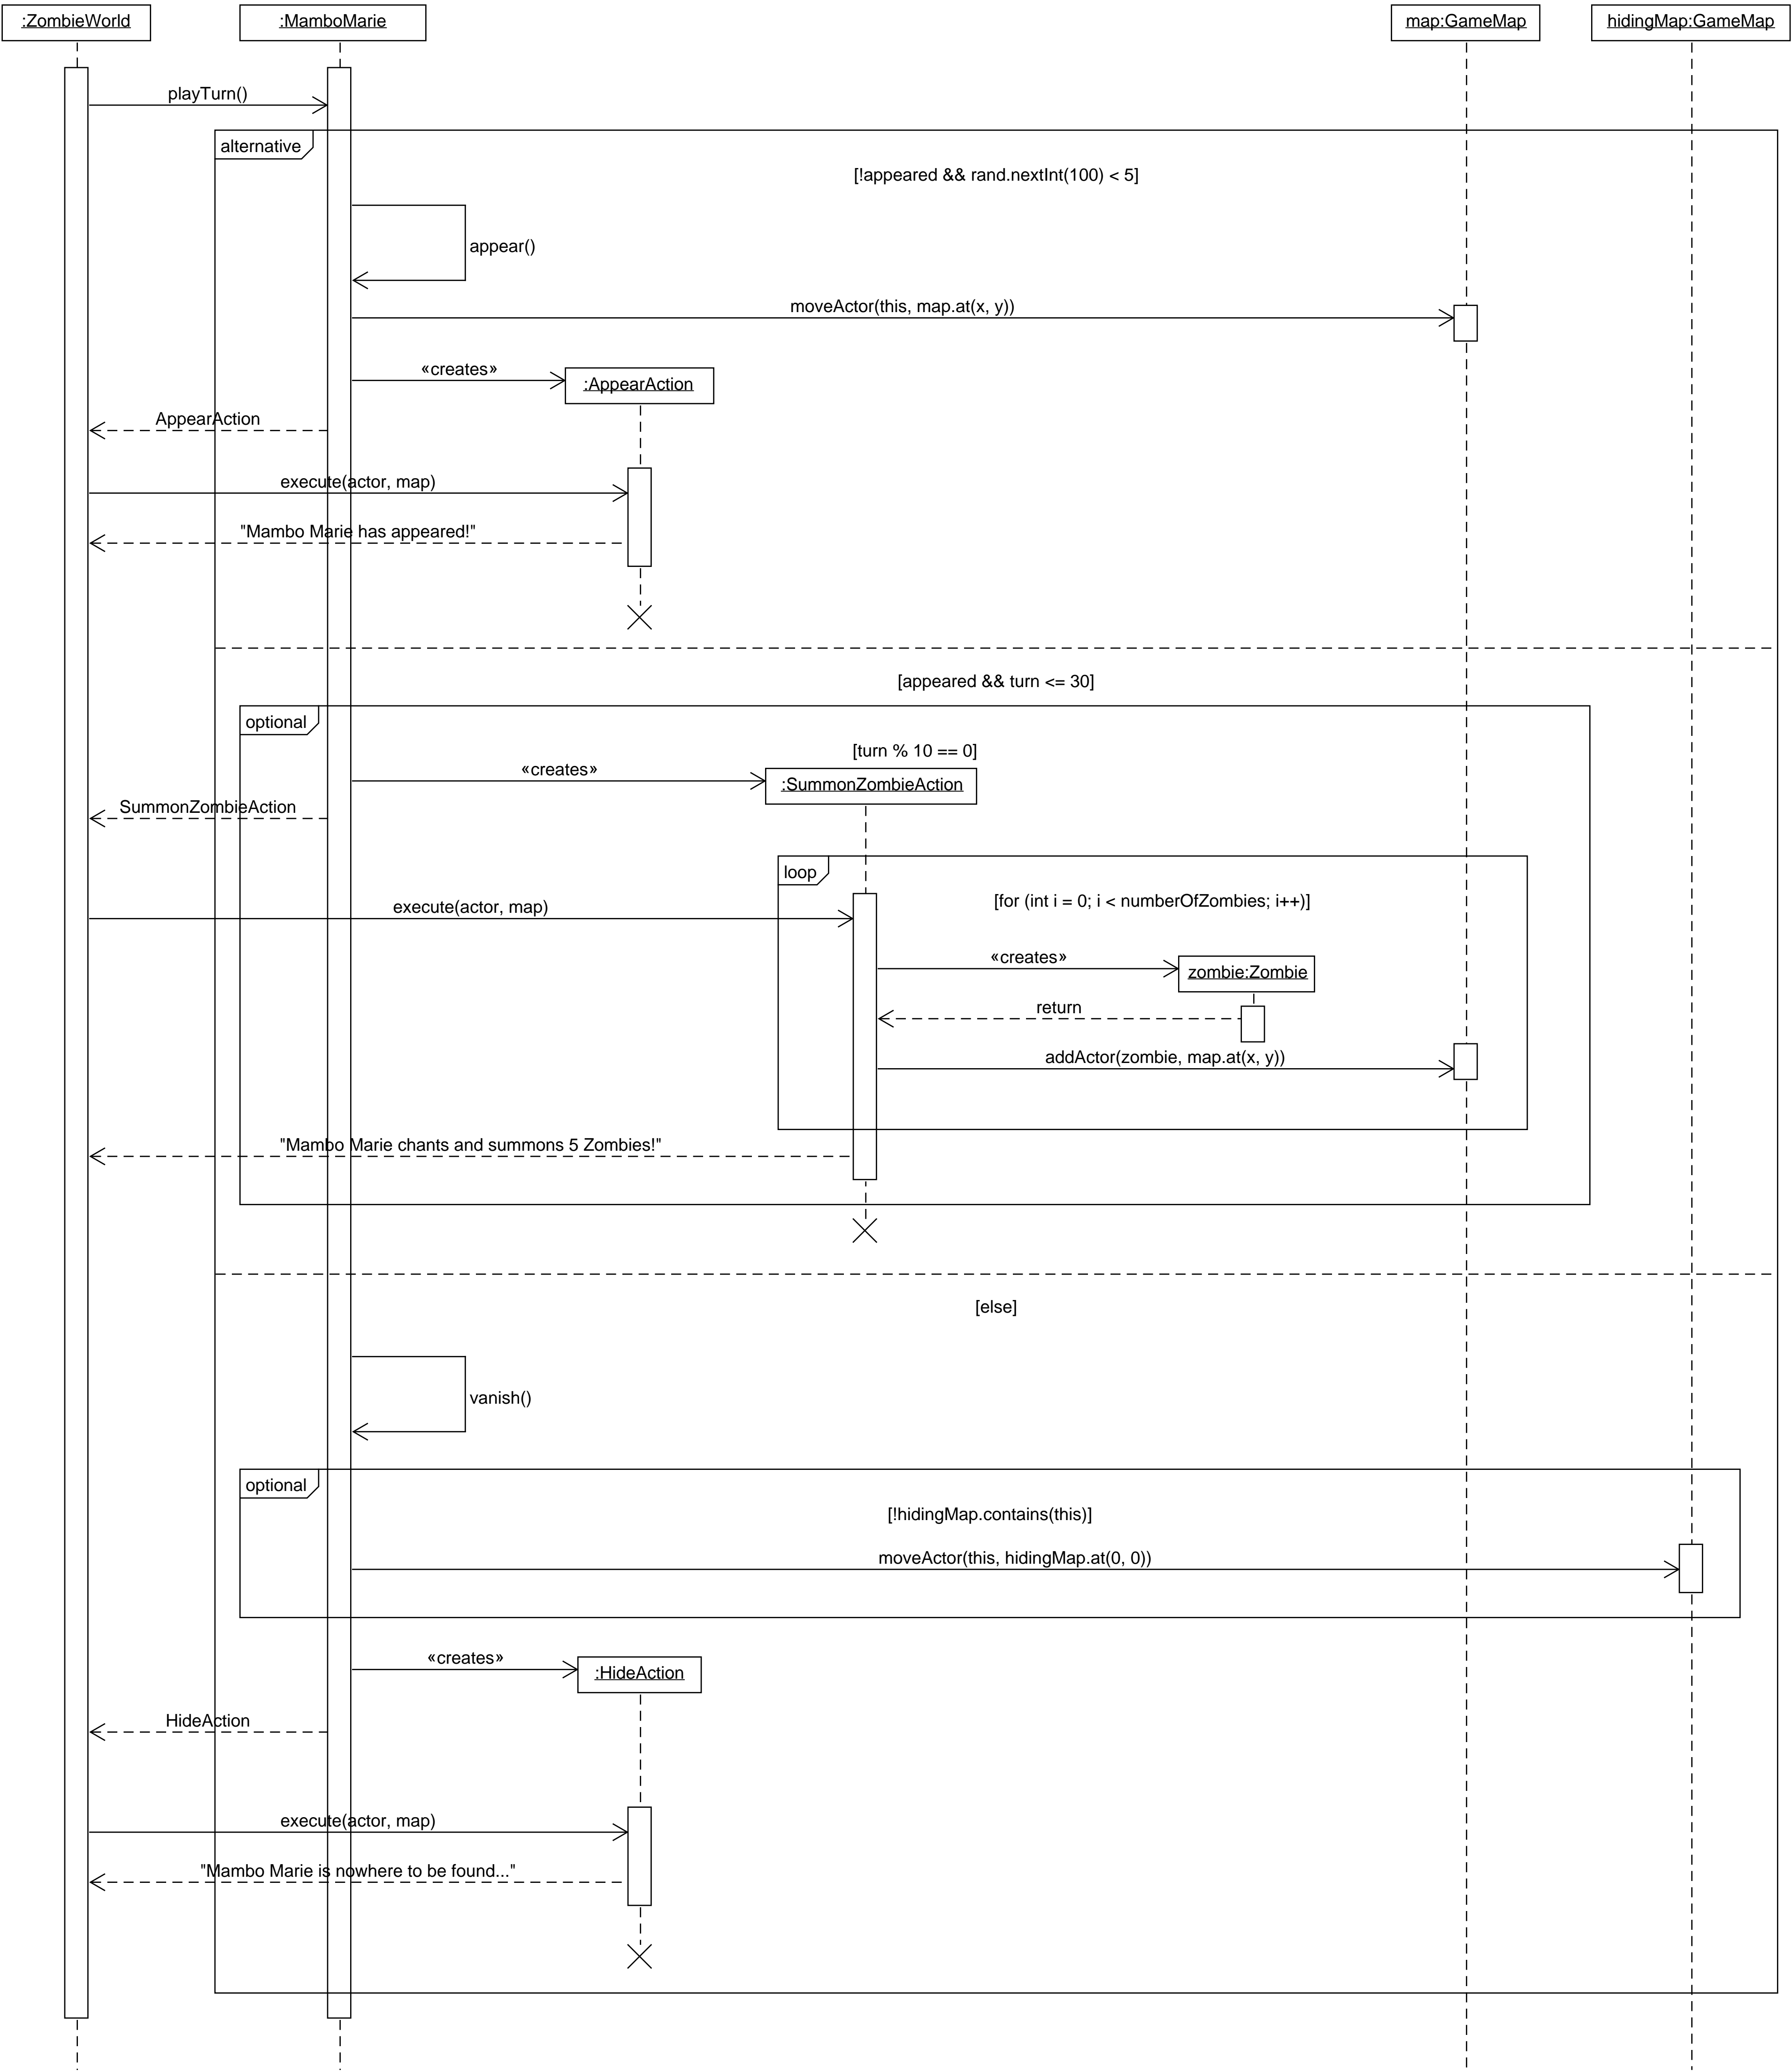 :ZombieWorld
:MamboMarie
map:GameMap
hidingMap:GameMap
playTurn()
alternative
[!appeared && rand.nextInt(100) < 5]
appear()
moveActor(this, map.at(x, y))
«creates»
:AppearAction
AppearAction
execute(actor, map)
"Mambo Marie has appeared!"
[appeared && turn <= 30]
optional
[turn % 10 == 0]
«creates»
:SummonZombieAction
SummonZombieAction
loop
[for (int i = 0; i < numberOfZombies; i++)]
execute(actor, map)
«creates»
zombie:Zombie
return
addActor(zombie, map.at(x, y))
"Mambo Marie chants and summons 5 Zombies!"
[else]
vanish()
optional
[!hidingMap.contains(this)]
moveActor(this, hidingMap.at(0, 0))
«creates»
:HideAction
HideAction
execute(actor, map)
"Mambo Marie is nowhere to be found..."